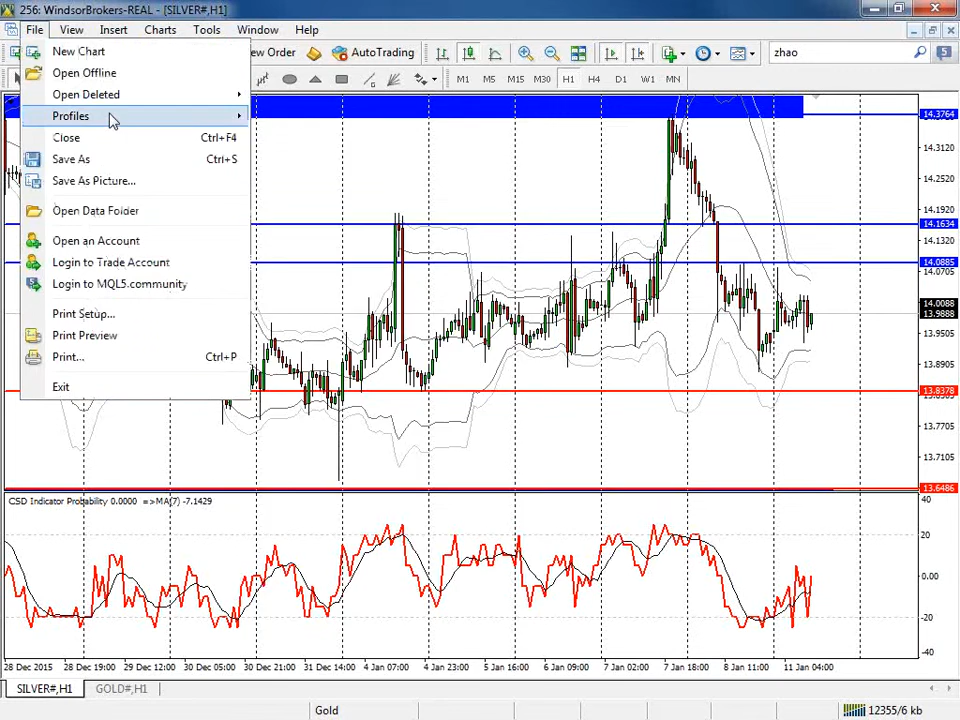 256: WindsorBrokers-REAL - [SILVER#,H1]
File View Insert Charts Tools Window Help
New Order AutoTrading zhao 5
M1 M5 M15 M30 H1 H4 D1 W1 MN
New Chart
Open Offline
Open Deleted
Profiles
Close Ctrl+F4
Save As Ctrl+S
Save As Picture...
Open Data Folder
Open an Account
Login to Trade Account
Login to MQL5.community
Print Setup...
Print Preview
Print... Ctrl+P
Exit
14.3764
14.3120
14.2520
14.1920
14.1634
14.1320
14.0885
14.0705
14.0088
13.9888
13.9505
13.8905
13.8378
13.7705
13.7105
13.6486
CSD Indicator Probability 0.0000 =>MA(7) -7.1429
40
20
0.00
-20
-40
28 Dec 2015 28 Dec 19:00 29 Dec 12:00 30 Dec 05:00 30 Dec 21:00 31 Dec 14:00 4 Jan 07:00 4 Jan 23:00 5 Jan 16:00 6 Jan 09:00 7 Jan 02:00 7 Jan 18:00 8 Jan 11:00 11 Jan 04:00
SILVER#,H1 GOLD#,H1
Gold 12355/6 kb